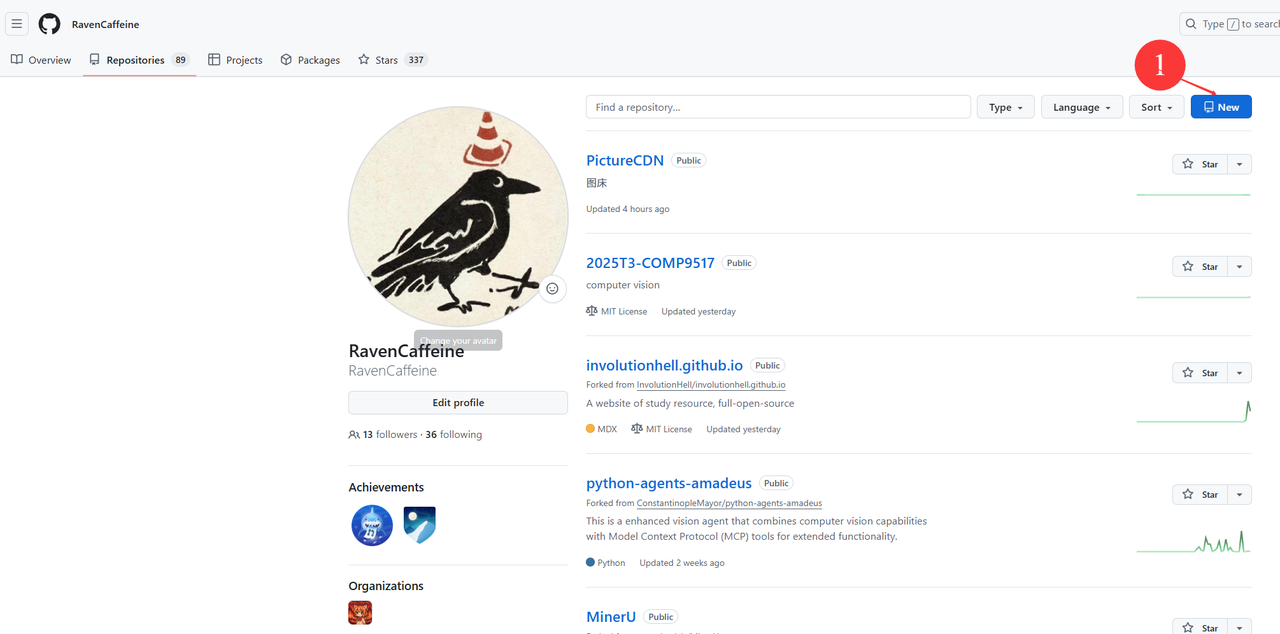 RavenCaffeine
Type / to search
Overview
Repositories 89
Projects
Packages
Stars 337
1
Find a repository...
Type
Language
Sort
New
PictureCDN Public
Star
图床
Updated 4 hours ago
2025T3-COMP9517 Public
Star
computer vision
MIT License Updated yesterday
involutionhell.github.io Public
Star
Forked from InvolutionHell/involutionhell.github.io
A website of study resource, full-open-source
MDX MIT License Updated yesterday
python-agents-amadeus Public
Star
Forked from ConstantinopleMayor/python-agents-amadeus
This is a enhanced vision agent that combines computer vision capabilities
with Model Context Protocol (MCP) tools for extended functionality.
Python Updated 2 weeks ago
MinerU Public
Star
Change your avatar
RavenCaffeine
RavenCaffeine
Edit profile
13 followers · 36 following
Achievements
Organizations